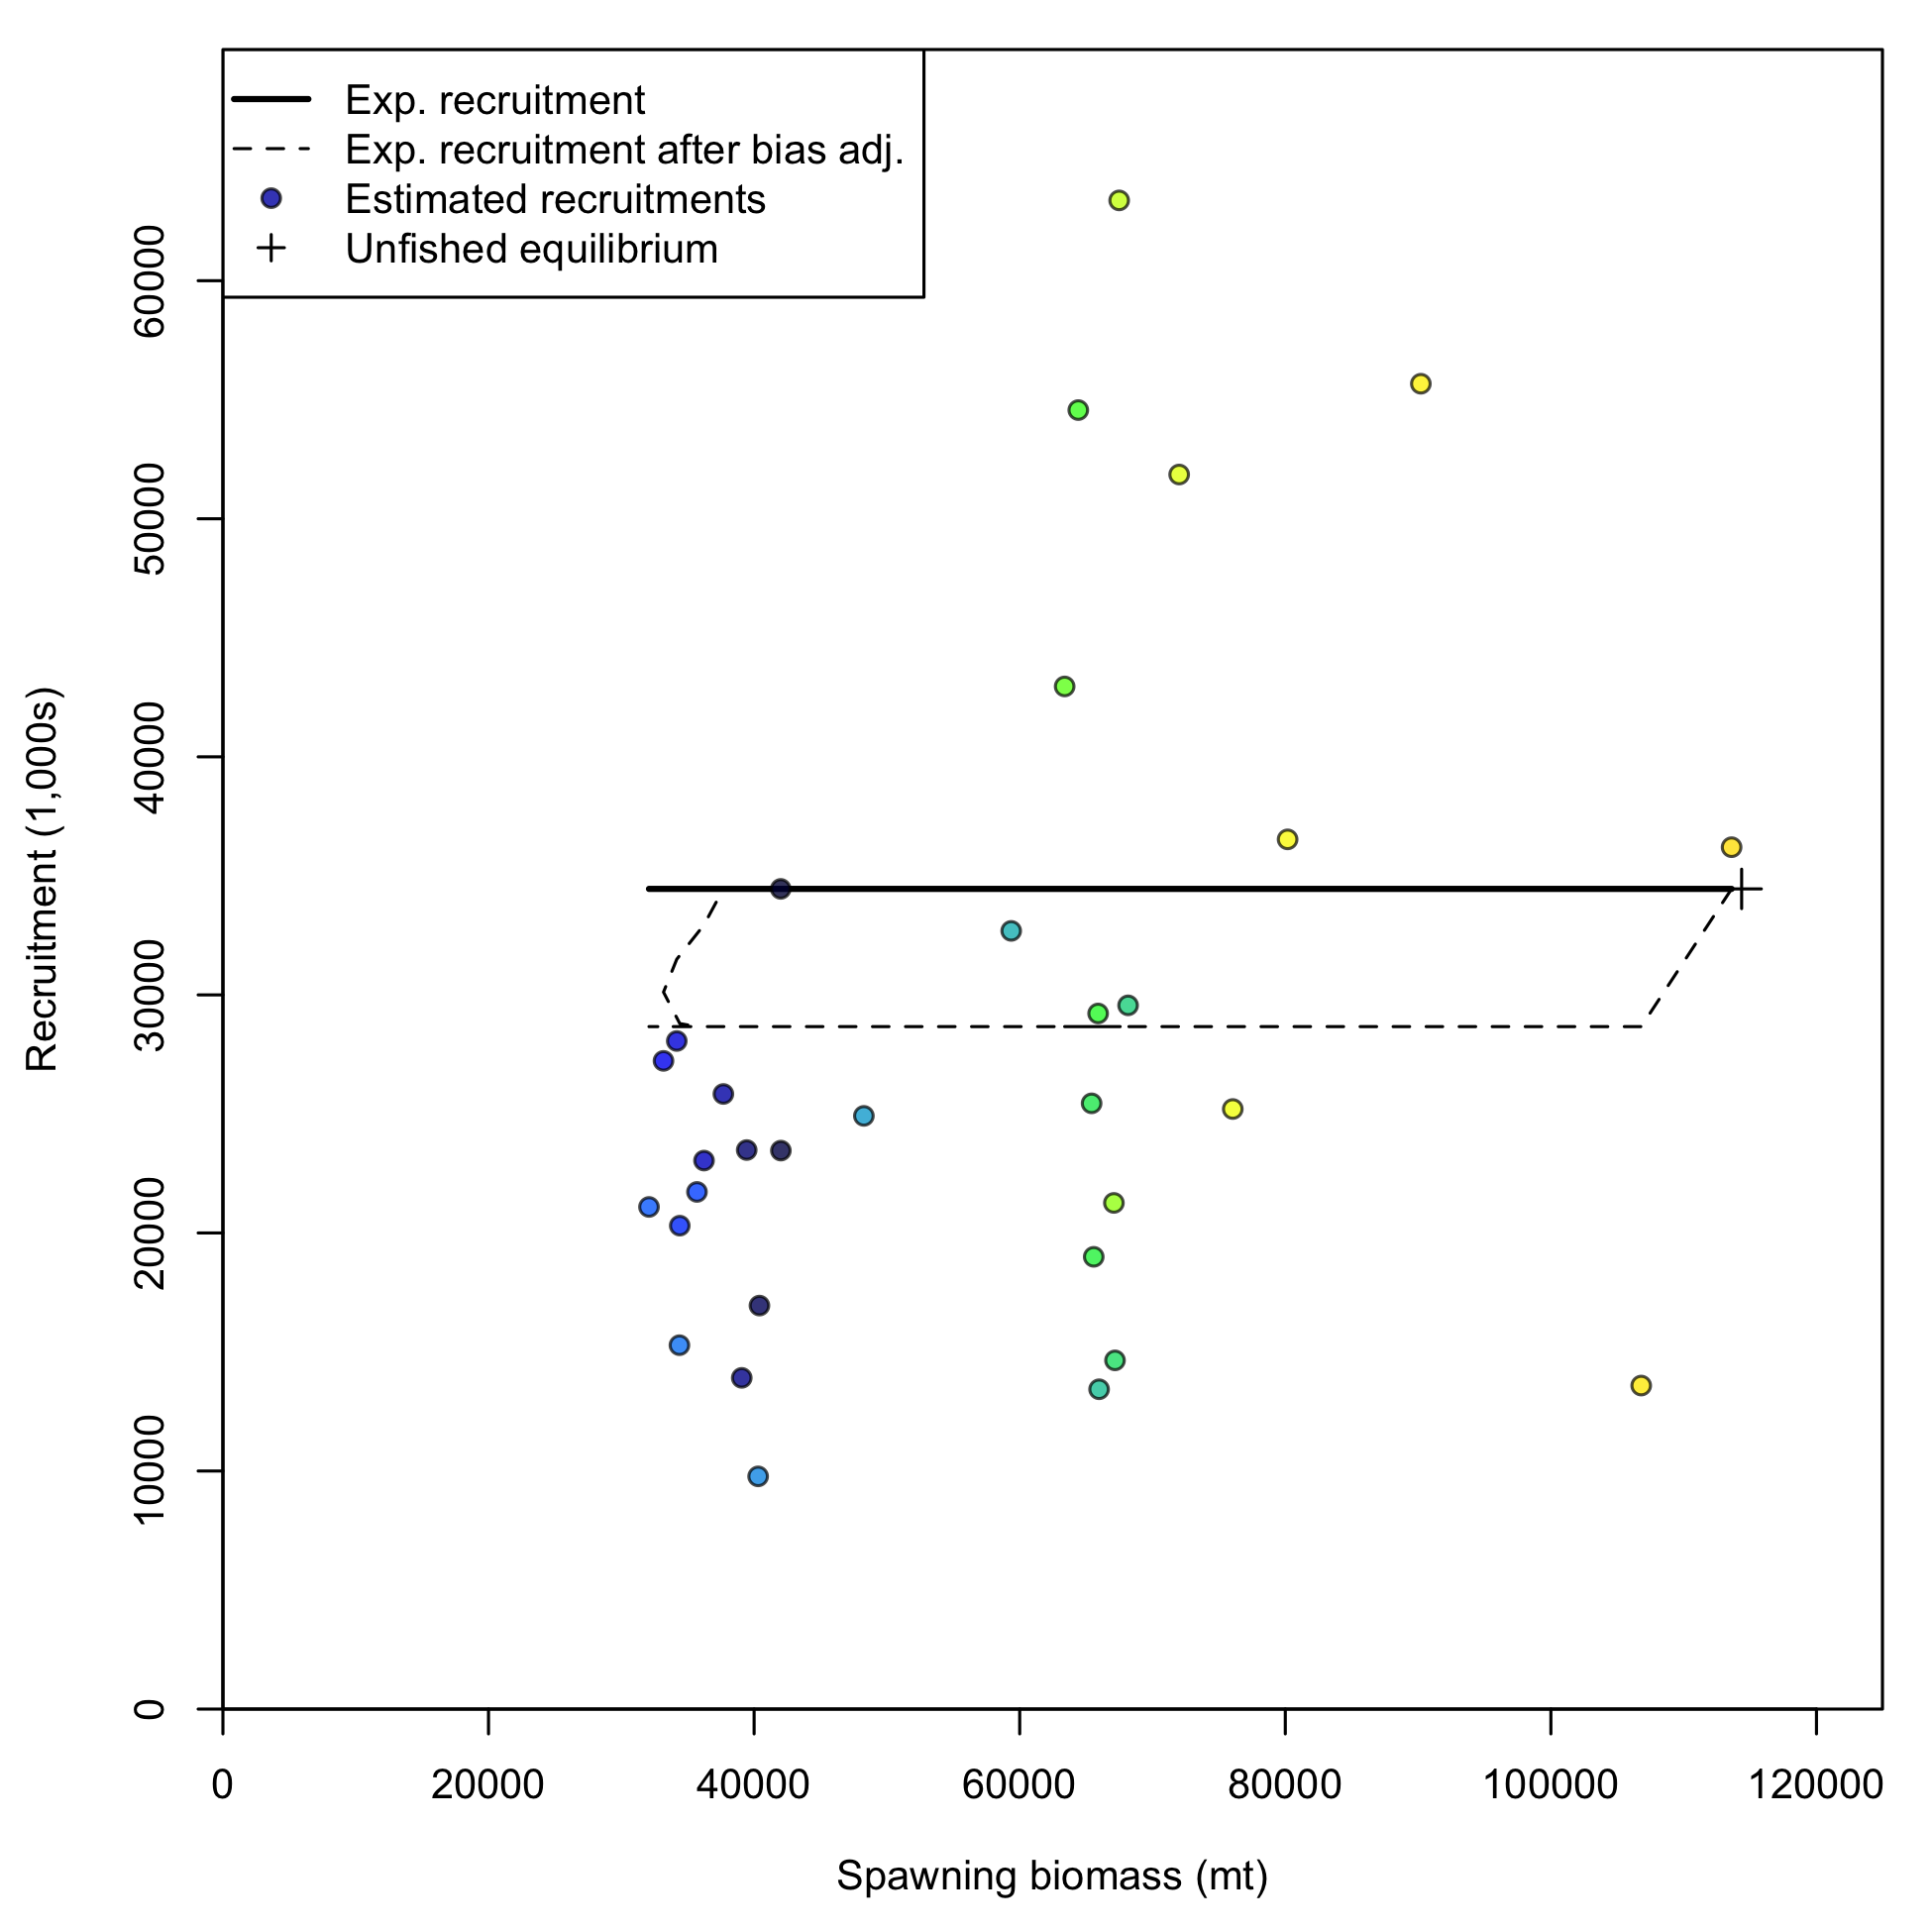 Exp. recruitment
Exp. recruitment after bias adj.
Estimated recruitments
Unfished equilibrium
Recruitment (1,000s)
60000
50000
40000
30000
20000
10000
0
0 20000 40000 60000 80000 100000 120000
Spawning biomass (mt)